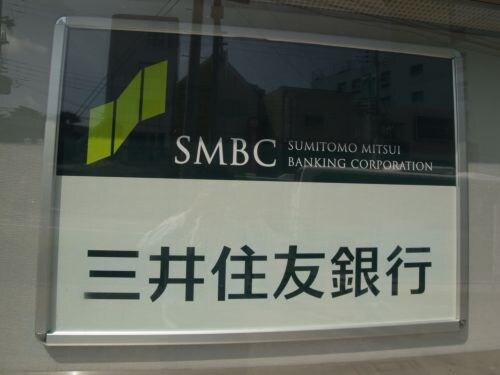 SMBC SUMITOMO MITSUI
BANKING CORPORATION
三井住友銀行